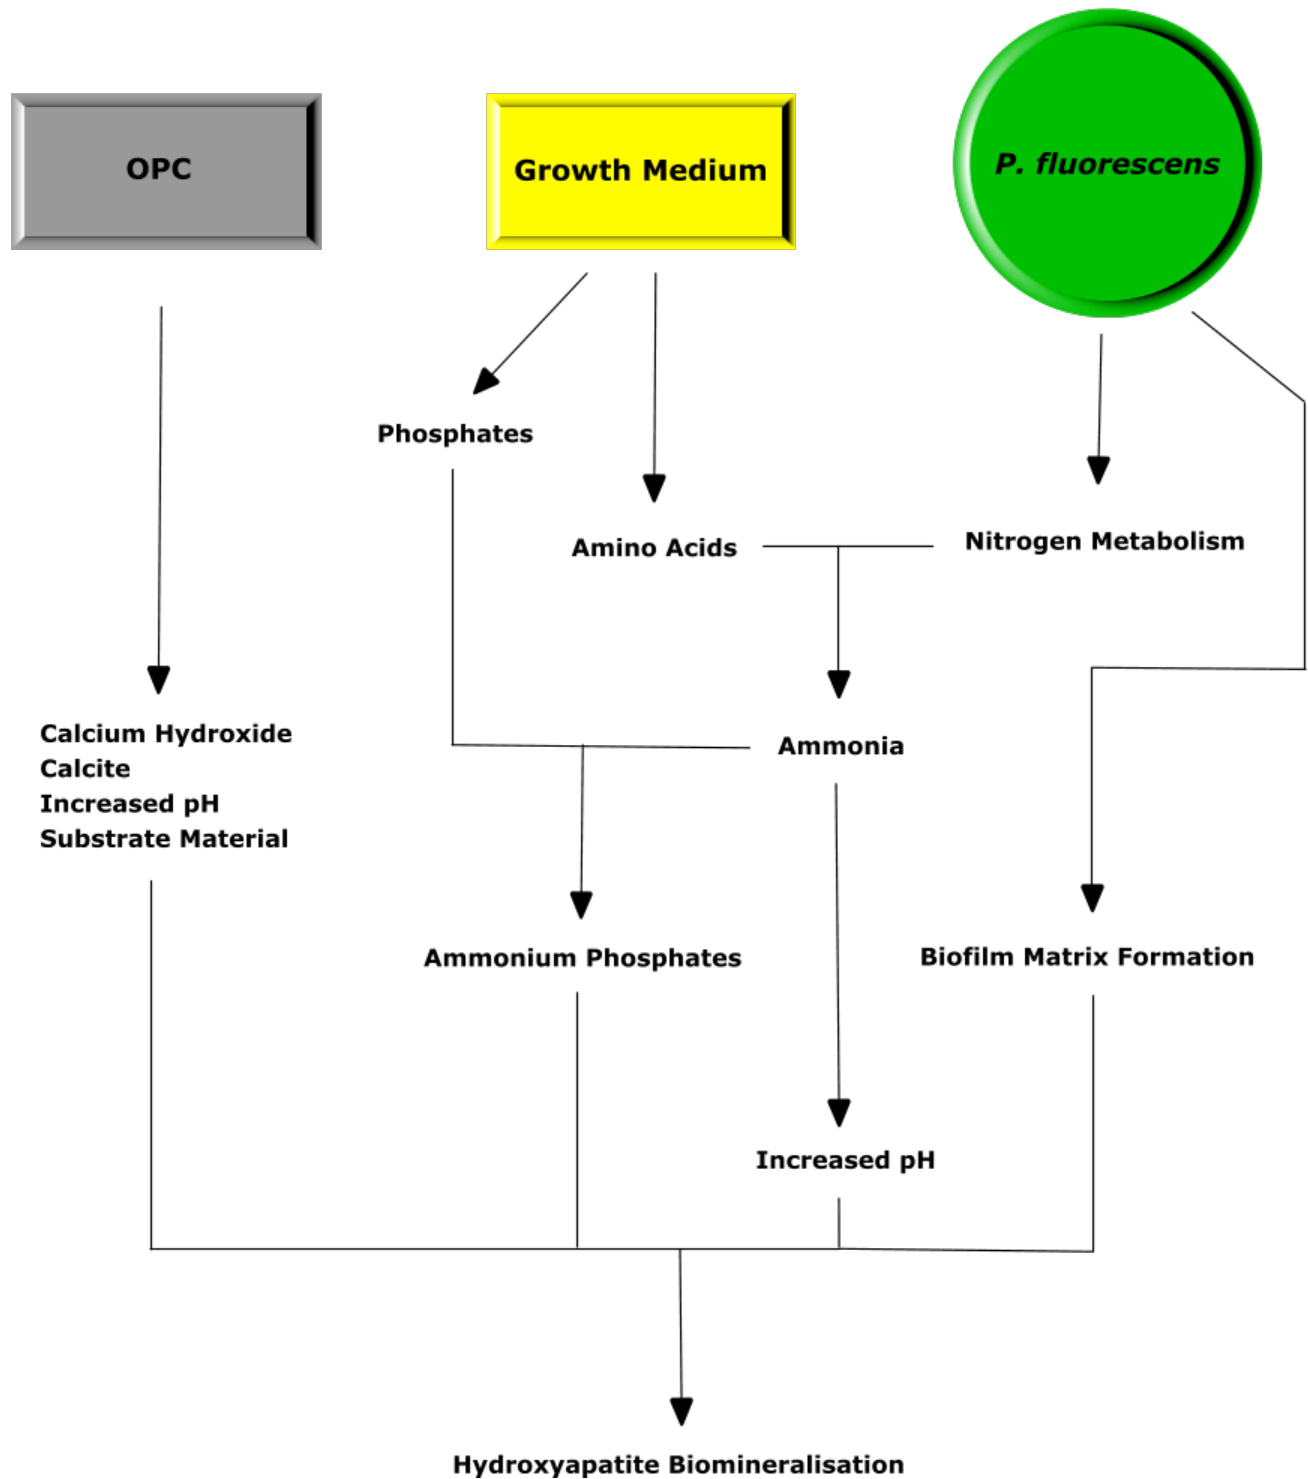 OPC
Growth Medium
P. fluorescens
Phosphates
Amino Acids
Nitrogen Metabolism
Calcium Hydroxide
Calcite
Increased pH
Substrate Material
Ammonia
Ammonium Phosphates
Biofilm Matrix Formation
Increased pH
Hydroxyapatite Biomineralisation